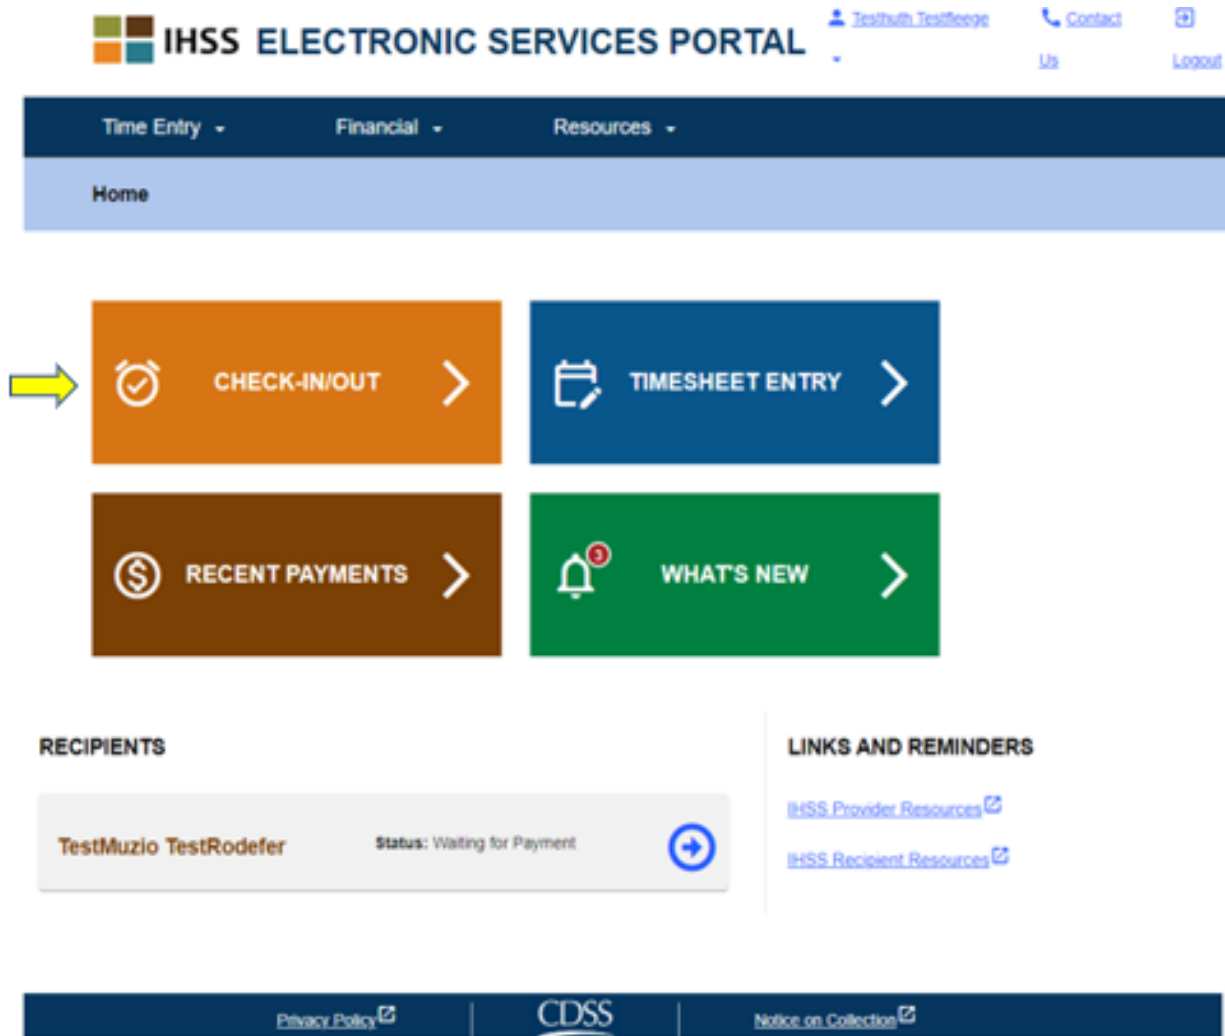 IHSS ELECTRONIC SERVICES PORTAL
Testhuth Testfleege
Contact Us
Logout
Time Entry
Financial
Resources
Home
CHECK-IN/OUT
TIMESHEET ENTRY
RECENT PAYMENTS
3
WHAT'S NEW
RECIPIENTS
TestMuzio TestRodefer
Status: Waiting for Payment
LINKS AND REMINDERS
IHSS Provider Resources
IHSS Recipient Resources
Privacy Policy
CDSS
Notice on Collection